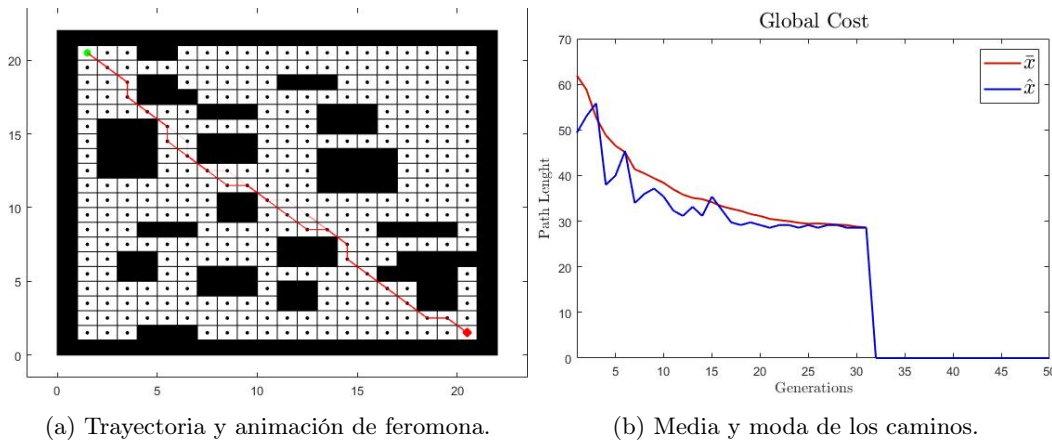 20
15
10
5
0
0 5 10 15 20
(a) Trayectoria y animación de feromona.
Global Cost
x̄
x̂
70
60
50
40
30
20
10
0
Path Lenght
5 10 15 20 25 30 35 40 45 50
Generations
(b) Media y moda de los caminos.